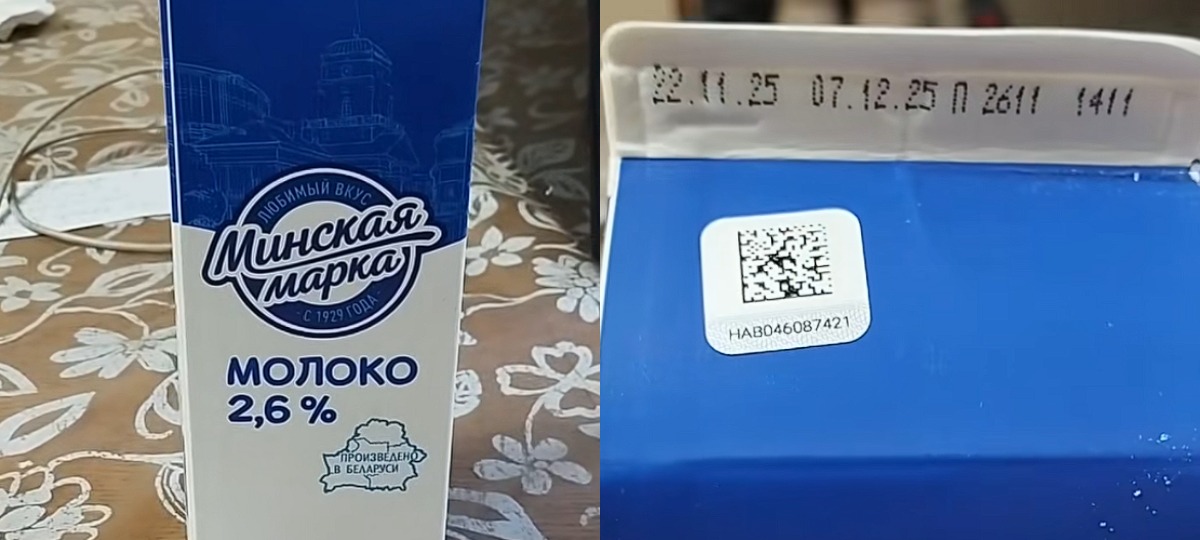 ЛЮБИМЫЙ ВКУС
Минская
марка
С 1929 ГОДА
МОЛОКО
2,6 %
ПРОИЗВЕДЕНО
В БЕЛАРУСИ
22.11.25 07.12.25 П 2611 1411
HAB046087421